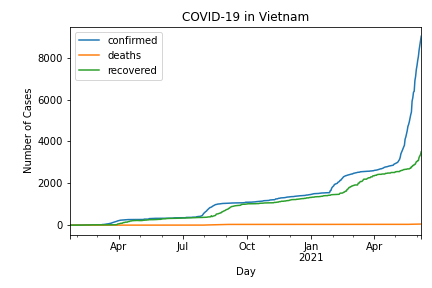 COVID-19 in Vietnam
confirmed
deaths
recovered
Number of Cases
8000
6000
4000
2000
0
Apr
Jul
Oct
Jan
2021
Apr
Day